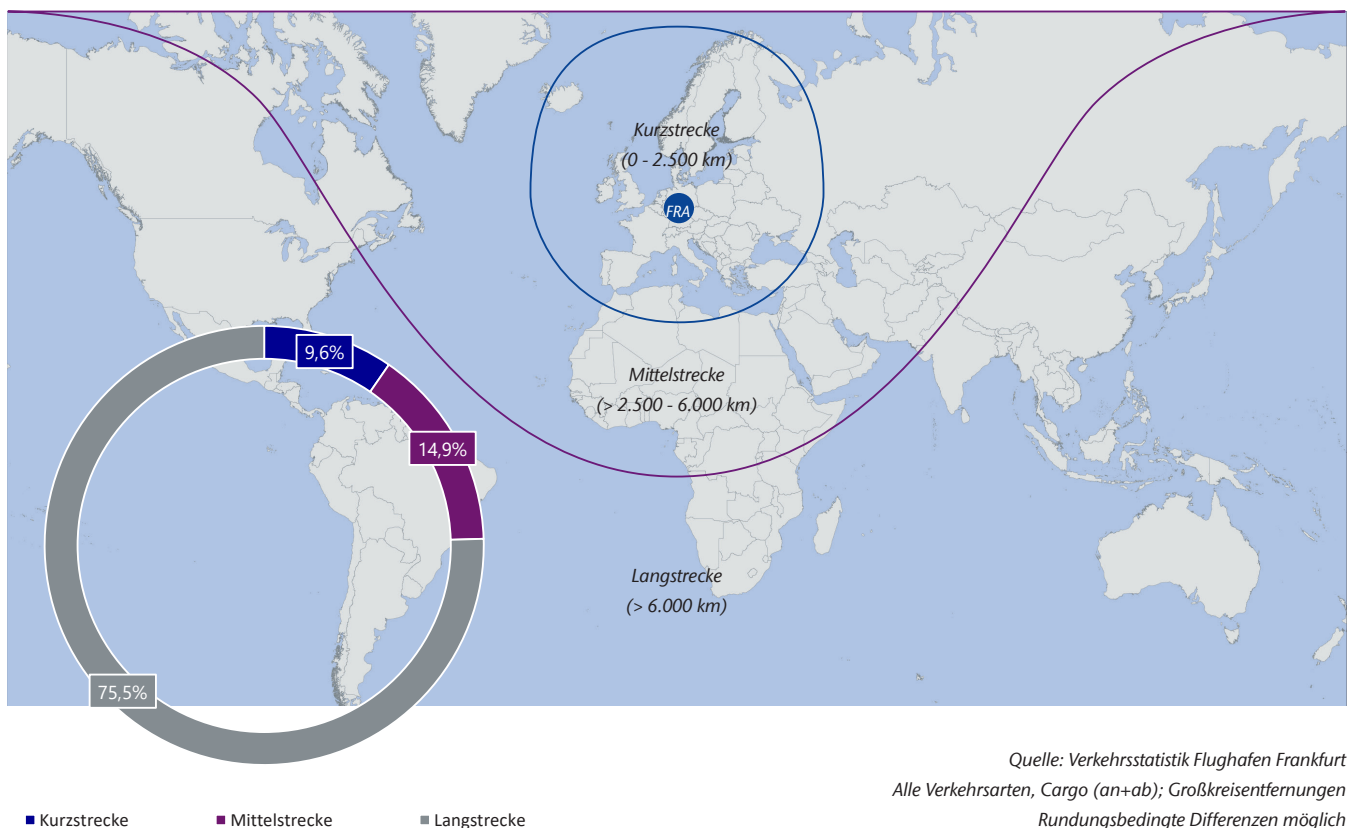 Kurzstrecke
(0 - 2.500 km)
FRA
9,6%
Mittelstrecke
(> 2.500 - 6.000 km)
14,9%
Langstrecke
(> 6.000 km)
75,5%
Quelle: Verkehrsstatistik Flughafen Frankfurt
Alle Verkehrsarten, Cargo (an+ab); Großkreisentfernungen
Rundungsbedingte Differenzen möglich
Kurzstrecke
Mittelstrecke
Langstrecke